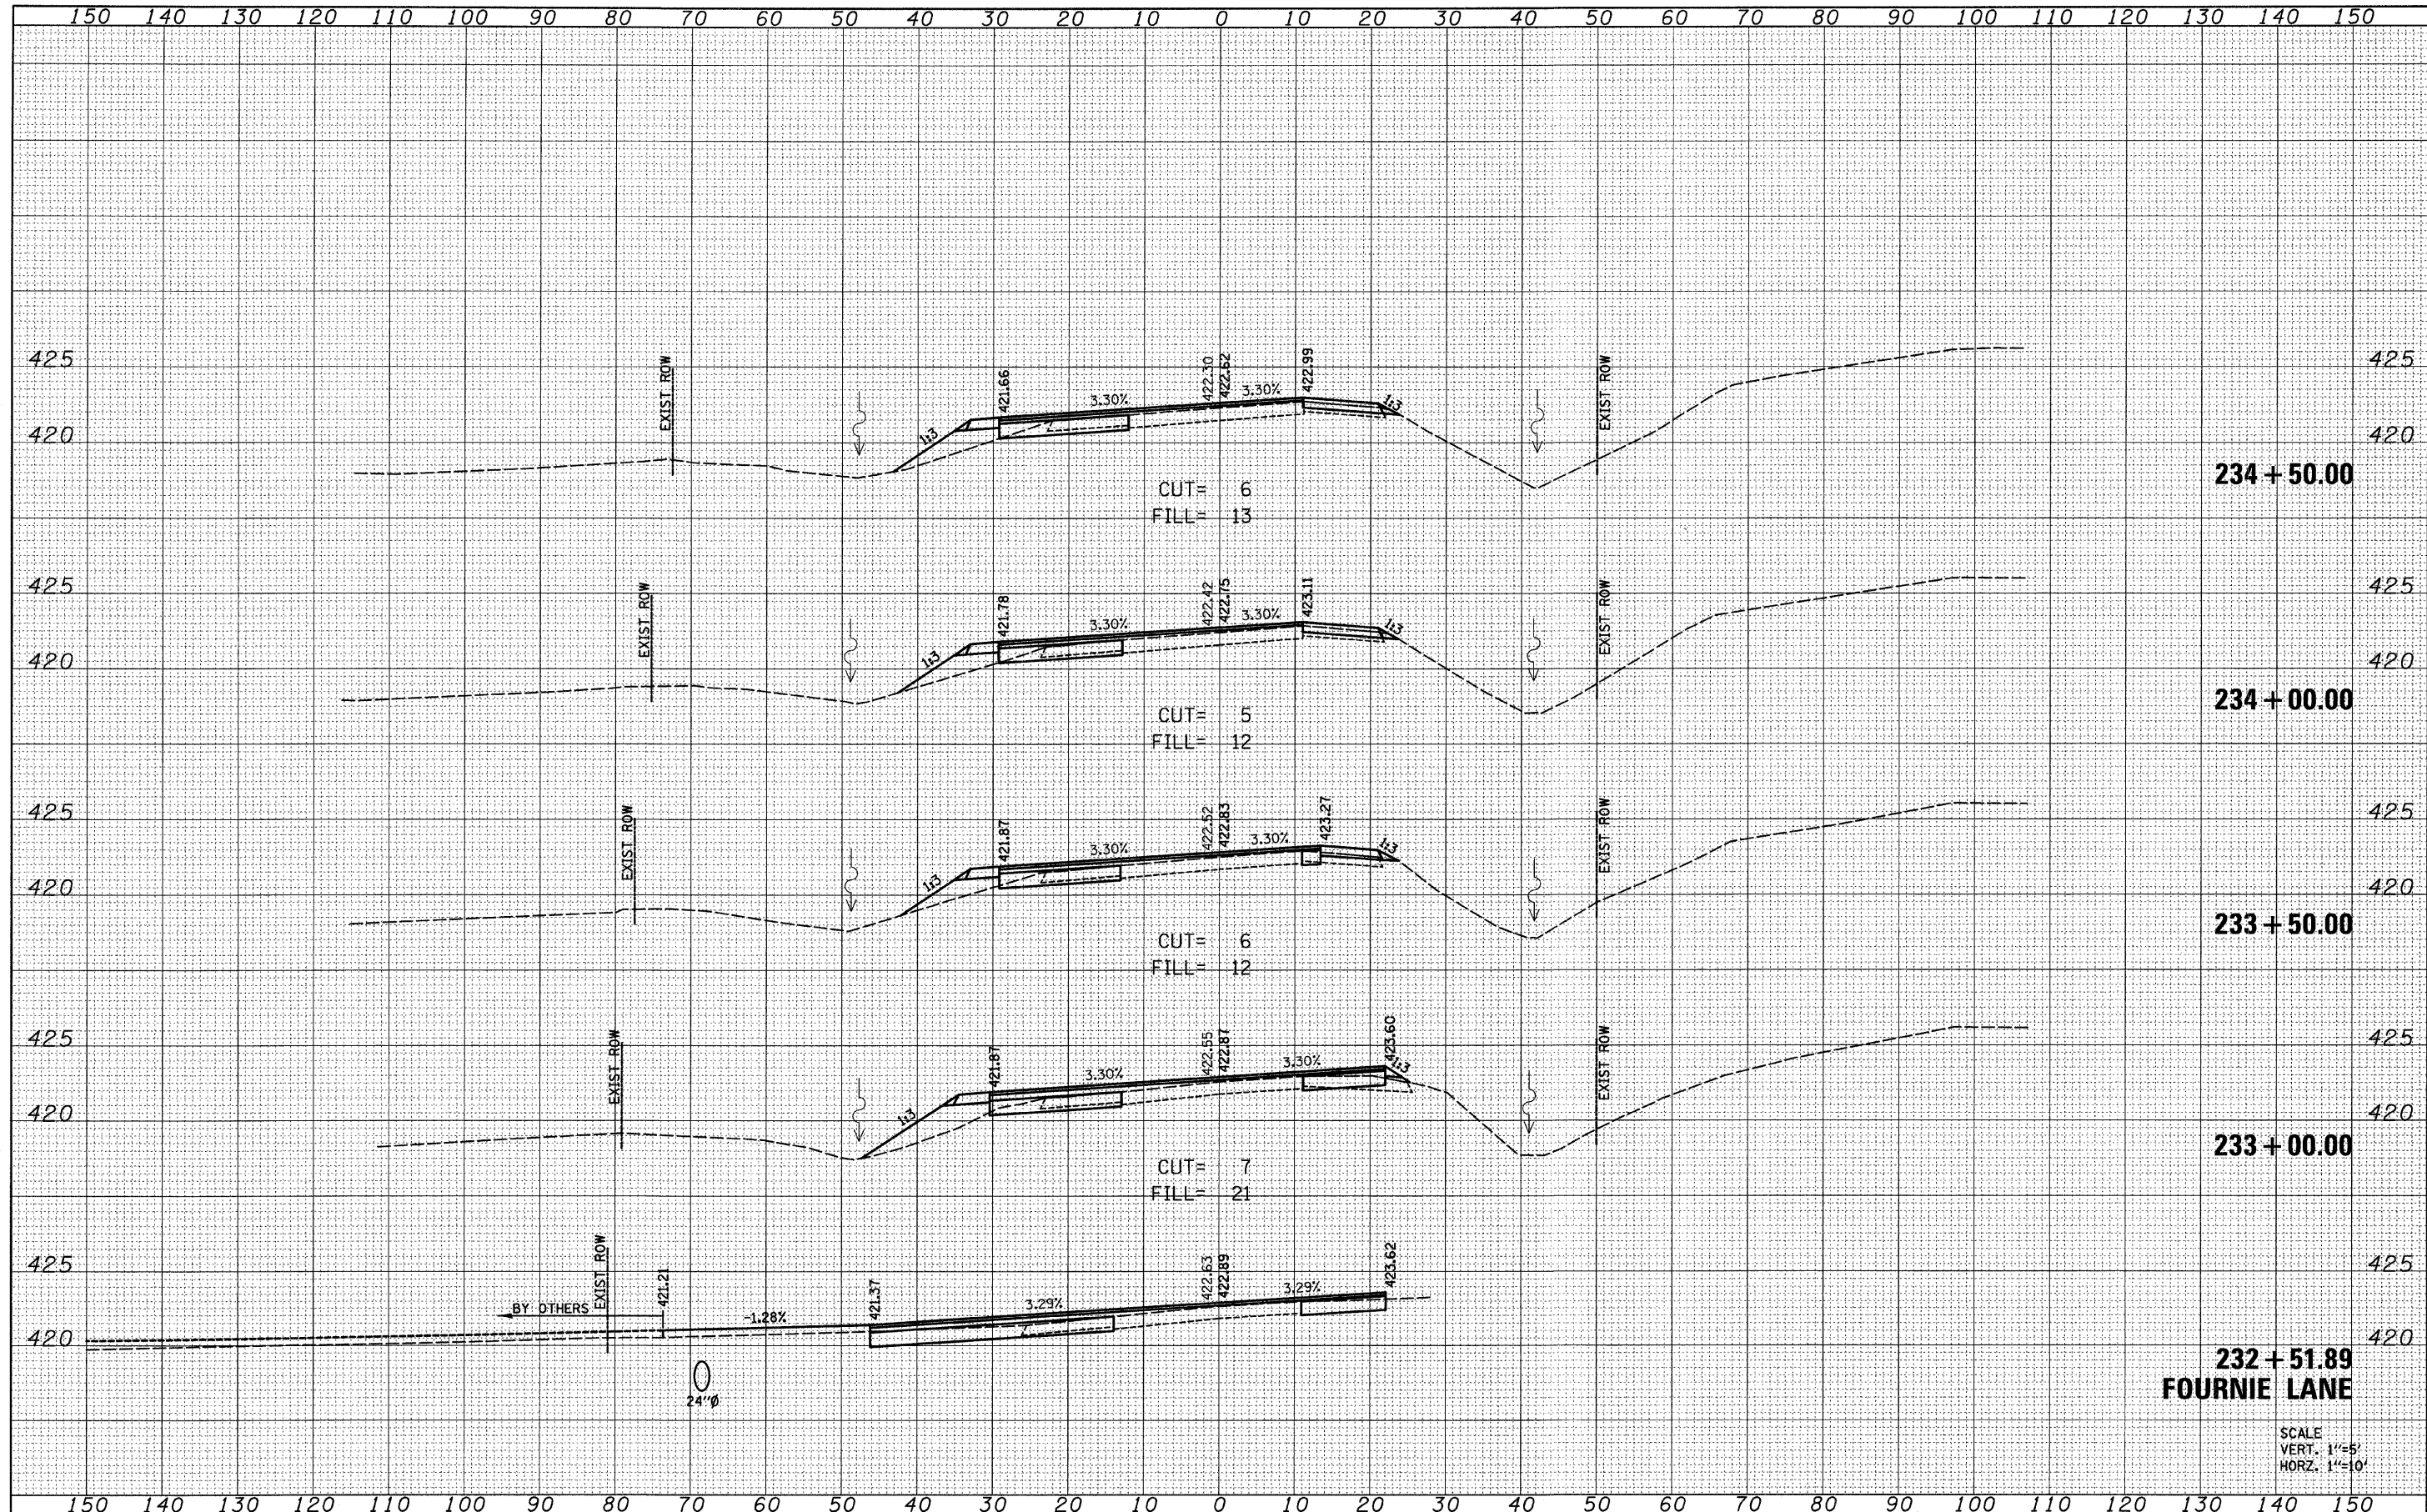 150 140 130 120 110 100 90 80 70 60 50 40 30 20 10 0 10 20 30 40 50 60 70 80 90 100 110 120 130 140 150
425 EXIST ROW 421.66 3.30% 422.30 422.62 3.30% 422.99 1:3 EXIST ROW 425
420 1:3 420
234+50.00
CUT= 6
FILL= 13
425 EXIST ROW 421.78 3.30% 422.42 422.75 3.30% 423.11 1:3 EXIST ROW 425
420 1:3 420
234+00.00
CUT= 5
FILL= 12
425 EXIST ROW 421.87 3.30% 422.52 422.83 3.30% 423.27 1:3 EXIST ROW 425
420 1:3 420
233+50.00
CUT= 6
FILL= 12
425 EXIST ROW 421.87 3.30% 422.55 422.87 3.30% 423.60 1:3 EXIST ROW 425
420 1:3 420
233+00.00
CUT= 7
FILL= 21
425 BY OTHERS EXIST ROW 421.21 -1.28% 421.37 3.29% 422.63 422.89 3.29% 423.62 425
420 420
232+51.89
FOURNIE LANE
24"Ø
SCALE
VERT. 1"=5'
HORZ. 1"=10'
150 140 130 120 110 100 90 80 70 60 50 40 30 20 10 0 10 20 30 40 50 60 70 80 90 100 110 120 130 140 150